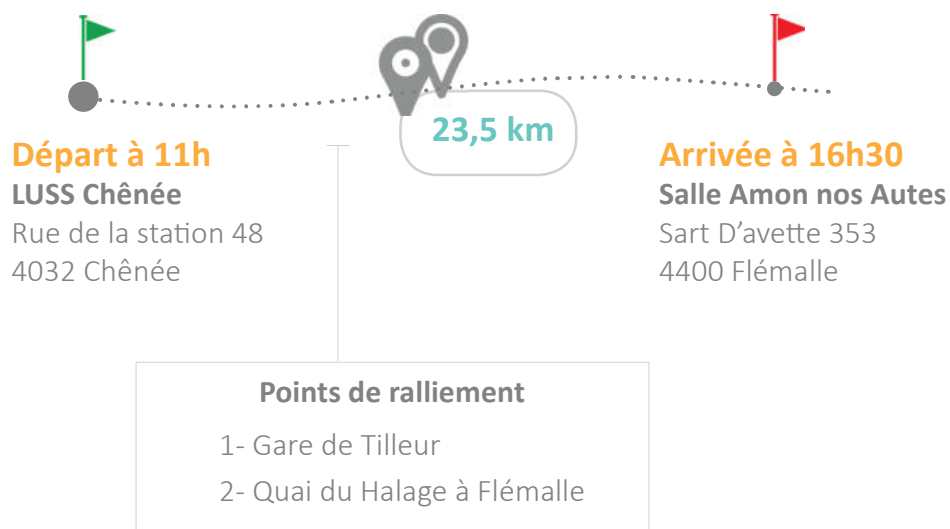 23,5 km
Départ à 11h
LUSS Chênée
Rue de la station 48
4032 Chênée
Arrivée à 16h30
Salle Amon nos Autes
Sart D’avette 353
4400 Flémalle
Points de ralliement
1- Gare de Tilleur
2- Quai du Halage à Flémalle